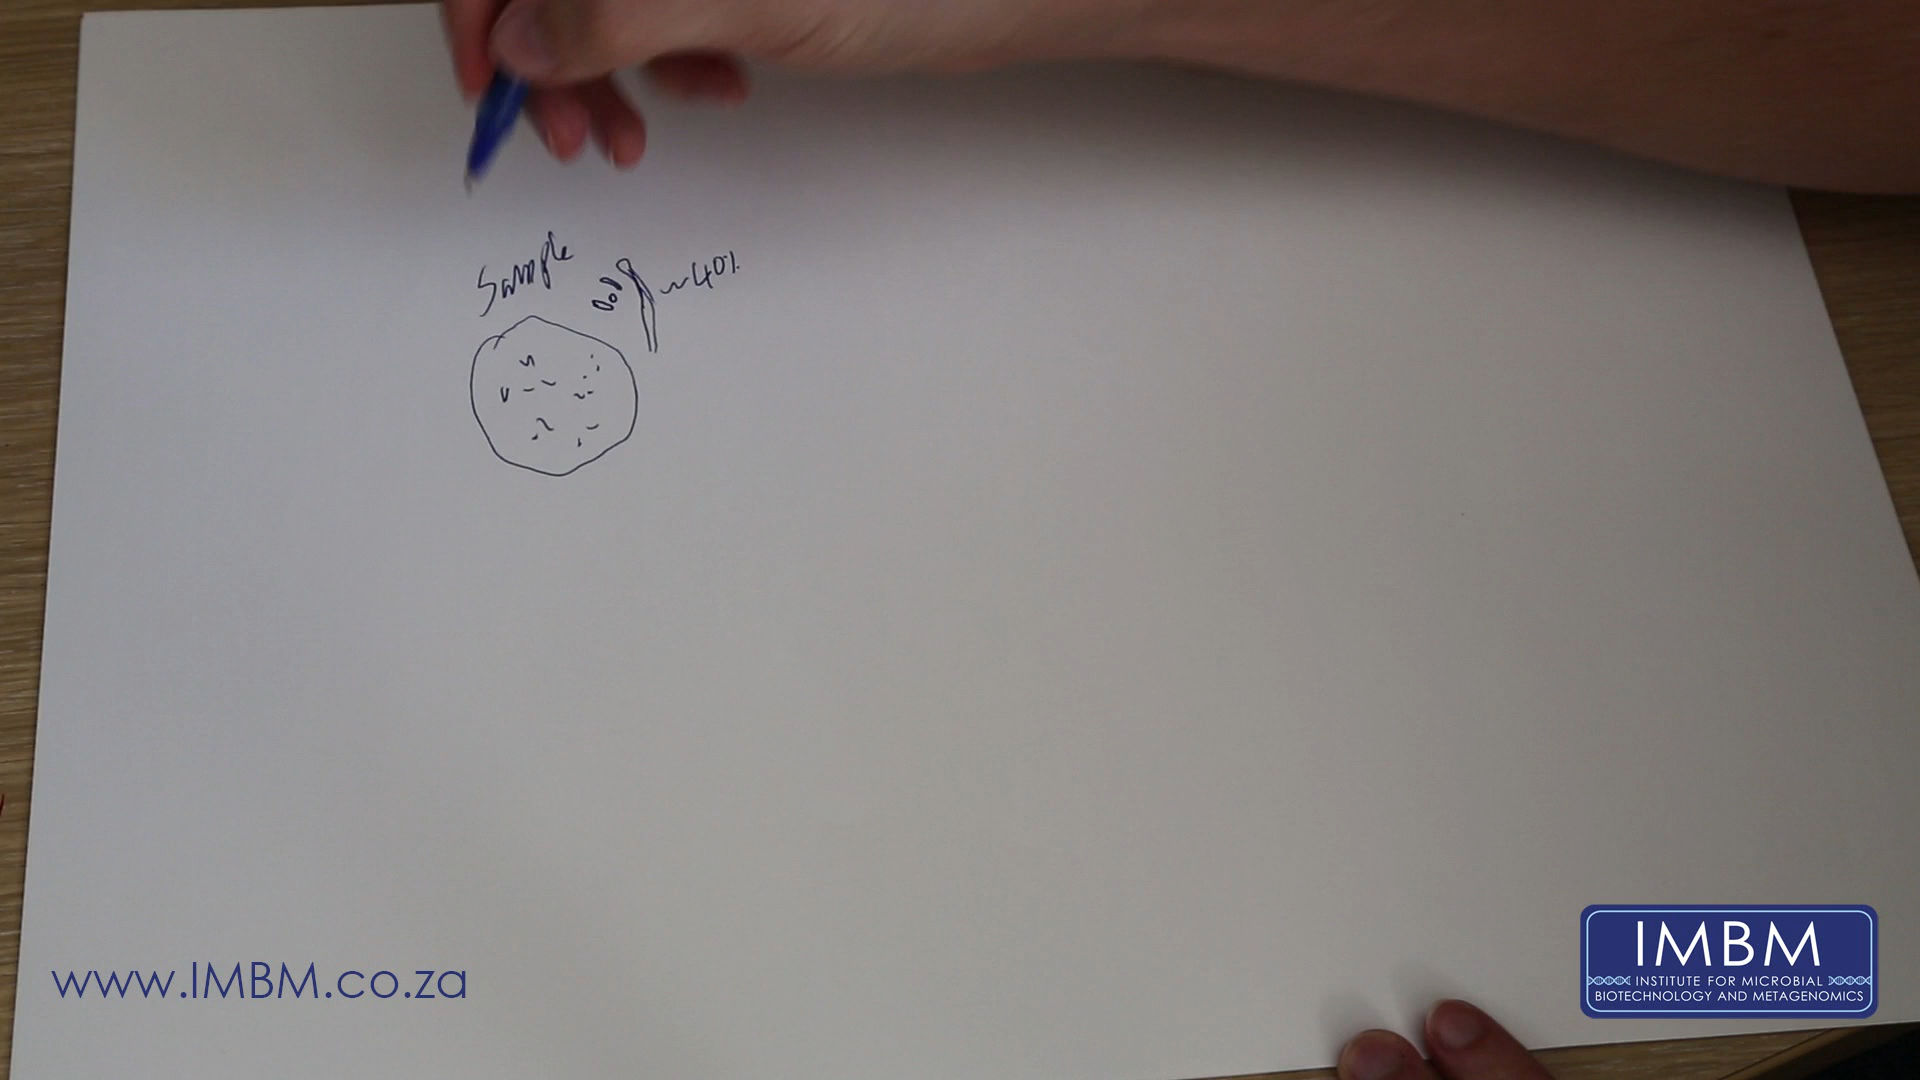 Sample
~40%
www.IMBM.co.za
IMBM
INSTITUTE FOR MICROBIAL
BIOTECHNOLOGY AND METAGENOMICS